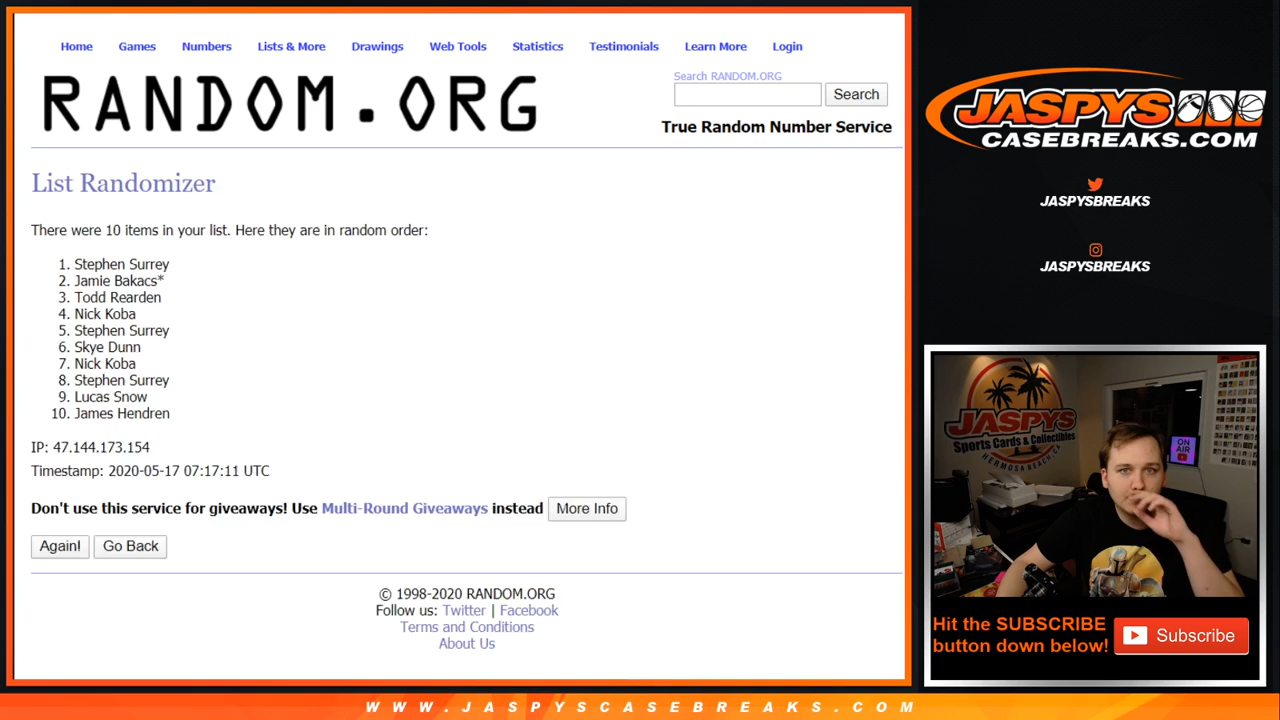 Home Games Numbers Lists & More Drawings Web Tools Statistics Testimonials Learn More Login
RANDOM.ORG
Search RANDOM.ORG
Search
True Random Number Service
List Randomizer
There were 10 items in your list. Here they are in random order:
1. Stephen Surrey
2. Jamie Bakacs*
3. Todd Rearden
4. Nick Koba
5. Stephen Surrey
6. Skye Dunn
7. Nick Koba
8. Stephen Surrey
9. Lucas Snow
10. James Hendren
IP: 47.144.173.154
Timestamp: 2020-05-17 07:17:11 UTC
Don't use this service for giveaways! Use Multi-Round Giveaways instead More Info
Again! Go Back
© 1998-2020 RANDOM.ORG
Follow us: Twitter | Facebook
Terms and Conditions
About Us
JASPYS
CASEBREAKS.COM
JASPYSBREAKS
JASPYSBREAKS
JASPYS
Sports Cards & Collectibles
HERMOSA BEACH, CA
ON AIR
Hit the SUBSCRIBE
button down below!
Subscribe
WWW.JASPYSCASEBREAKS.COM